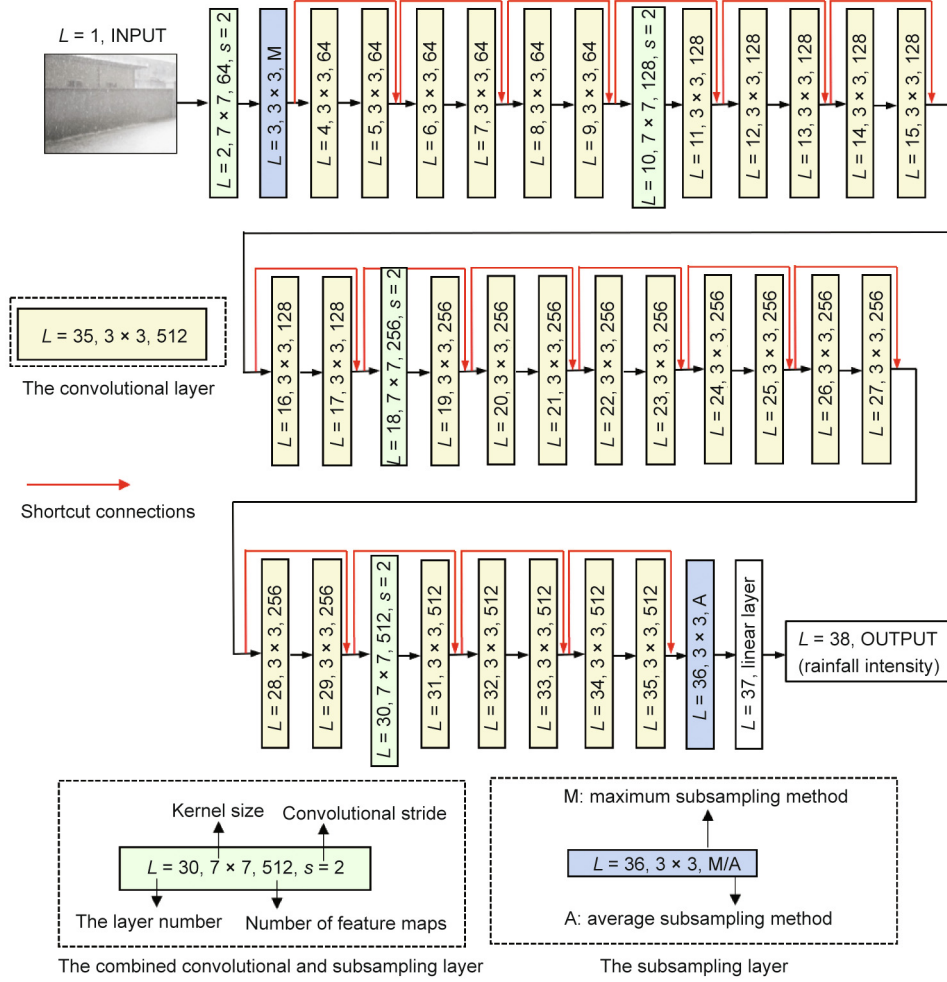 L = 1, INPUT
L = 2, 7 × 7, 64, s = 2
L = 3, 3 × 3, M
L = 4, 3 × 3, 64
L = 5, 3 × 3, 64
L = 6, 3 × 3, 64
L = 7, 3 × 3, 64
L = 8, 3 × 3, 64
L = 9, 3 × 3, 64
L = 10, 7 × 7, 128, s = 2
L = 11, 3 × 3, 128
L = 12, 3 × 3, 128
L = 13, 3 × 3, 128
L = 14, 3 × 3, 128
L = 15, 3 × 3, 128
L = 35, 3 × 3, 512
The convolutional layer
Shortcut connections
L = 16, 3 × 3, 128
L = 17, 3 × 3, 128
L = 18, 7 × 7, 256, s = 2
L = 19, 3 × 3, 256
L = 20, 3 × 3, 256
L = 21, 3 × 3, 256
L = 22, 3 × 3, 256
L = 23, 3 × 3, 256
L = 24, 3 × 3, 256
L = 25, 3 × 3, 256
L = 26, 3 × 3, 256
L = 27, 3 × 3, 256
L = 28, 3 × 3, 256
L = 29, 3 × 3, 256
L = 30, 7 × 7, 512, s = 2
L = 31, 3 × 3, 512
L = 32, 3 × 3, 512
L = 33, 3 × 3, 512
L = 34, 3 × 3, 512
L = 35, 3 × 3, 512
L = 36, 3 × 3, A
L = 37, linear layer
L = 38, OUTPUT
(rainfall intensity)
Kernel size
Convolutional stride
L = 30, 7 × 7, 512, s = 2
The layer number
Number of feature maps
The combined convolutional and subsampling layer
M: maximum subsampling method
L = 36, 3 × 3, M/A
A: average subsampling method
The subsampling layer